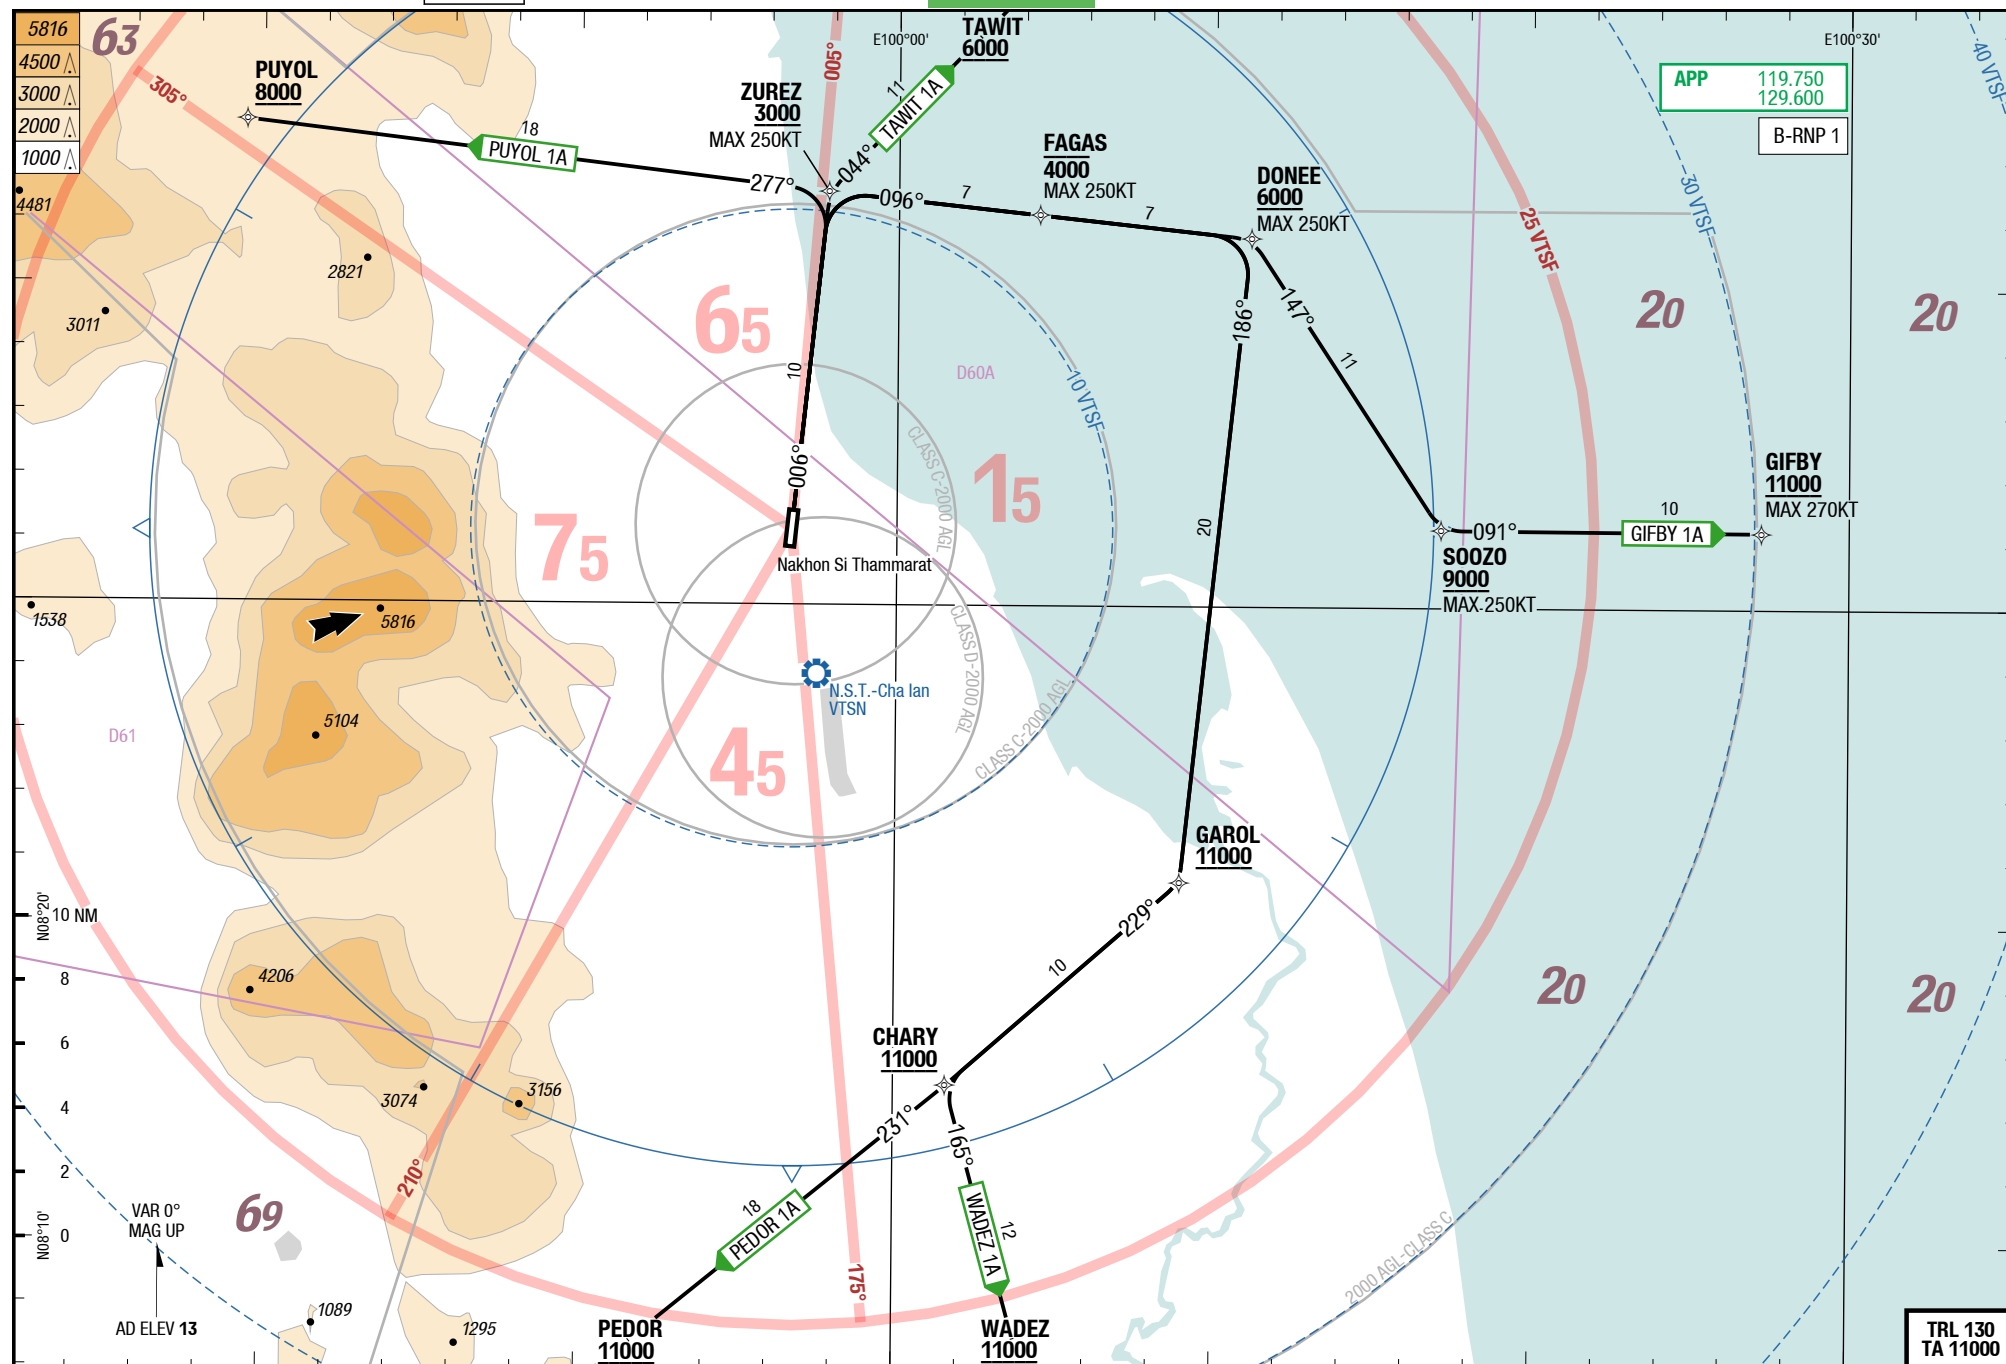 5816
4500
3000
2000
1000
63
305°
PUYOL
8000
18
PUYOL 1A
277°
ZUREZ
3000
MAX 250KT
005°
E100°00'
TAWIT
6000
11
TAWIT 1A
044°
096°
7
FAGAS
4000
MAX 250KT
7
DONEE
6000
MAX 250KT
E100°30'
40 VTSF
APP 119.750
129.600
B-RNP 1
30 VTSF
25 VTSF
4481
2821
3011
65
10
D60A
10 VTSF
186°
147°
11
20
20
006°
CLASS C-2000 AGL
15
75
Nakhon Si Thammarat
20
GIFBY
11000
MAX 270KT
10
GIFBY 1A
091°
SOOZO
9000
MAX 250KT
1538
5816
5104
D61
N.S.T.-Cha Ian
VTSN
CLASS D-2000 AGL
CLASS C-2000 AGL
45
GAROL
11000
229°
10
N08°20'
10 NM
8
6
4
2
0
N08°10'
4206
3074
3156
20
20
CHARY
11000
231°
165°
210°
69
VAR 0°
MAG UP
AD ELEV 13
18
PEDOR 1A
12
WADEZ 1A
175°
2000 AGL-CLASS C
1089
1295
PEDOR
11000
WADEZ
11000
TRL 130
TA 11000